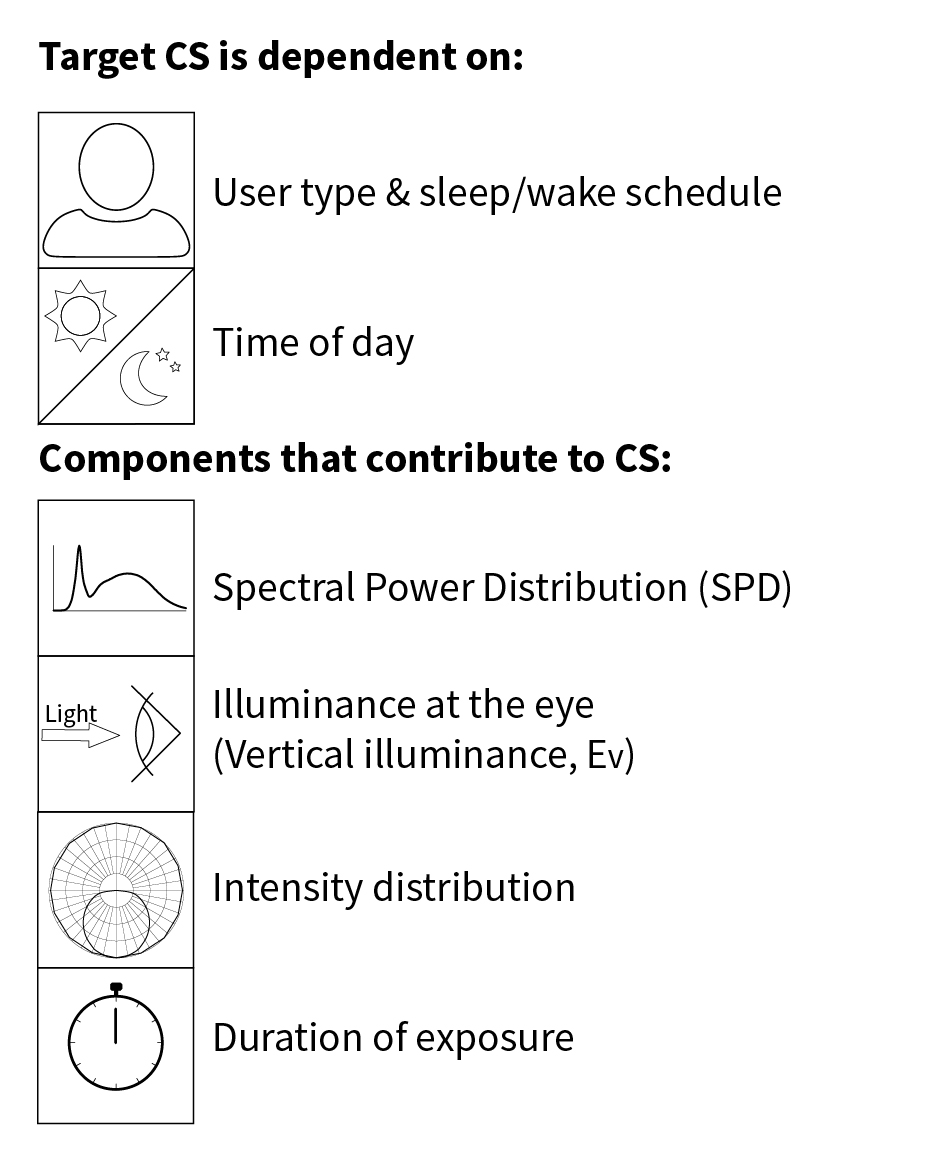 Target CS is dependent on:
User type & sleep/wake schedule
Time of day
Components that contribute to CS:
Spectral Power Distribution (SPD)
Light
Illuminance at the eye
(Vertical illuminance, Ev)
Intensity distribution
Duration of exposure